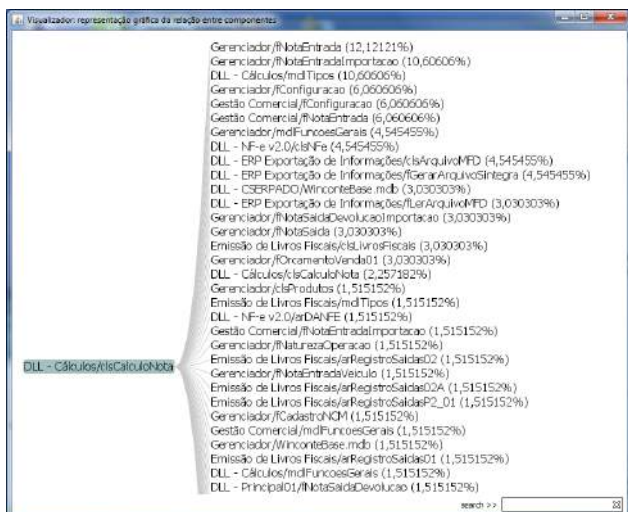 Visualizador: representação gráfica da relação entre componentes
Gerenciador/fNotaEntrada (12,12121%)
Gerenciador/fNotaEntradaImportacao (10,60606%)
DLL - Cálculos/mdlTipos (10,60606%)
Gerenciador/fConfiguracao (6,060606%)
Gestão Comercial/fConfiguracao (6,060606%)
Gestão Comercial/fNotaEntrada (6,060606%)
Gerenciador/mdlFuncoesGerais (4,545455%)
DLL - NF-e v2.0/clsNFe (4,545455%)
DLL - ERP Exportação de Informações/clsArquivoMFD (4,545455%)
DLL - ERP Exportação de Informações/fGerarArquivoSintegra (4,545455%)
DLL - CSERPADO/WinconteBase.mdb (3,030303%)
DLL - ERP Exportação de Informações/fLerArquivoMFD (3,030303%)
Gerenciador/fNotaSaidaDevolucaoImportacao (3,030303%)
Gerenciador/fNotaSaida (3,030303%)
Emissão de Livros Fiscais/clsLivrosFiscais (3,030303%)
Gerenciador/fOrcamentoVenda01 (3,030303%)
DLL - Cálculos/clsCalculoNota (2,257182%)
Gerenciador/clsProdutos (1,515152%)
Emissão de Livros Fiscais/mdlTipos (1,515152%)
DLL - NF-e v2.0/arDANFE (1,515152%)
Gestão Comercial/fNotaEntradaImportacao (1,515152%)
Gerenciador/fNaturezaOperacao (1,515152%)
DLL - Cálculos/clsCalculoNota
Emissão de Livros Fiscais/arRegistroSaidas02 (1,515152%)
Gerenciador/fNotaEntradaVeiculo (1,515152%)
Emissão de Livros Fiscais/arRegistroSaidas02A (1,515152%)
Emissão de Livros Fiscais/arRegistroSaidasP2_01 (1,515152%)
Gerenciador/fCadastroNCM (1,515152%)
Gestão Comercial/mdlFuncoesGerais (1,515152%)
Gerenciador/WinconteBase.mdb (1,515152%)
Emissão de Livros Fiscais/arRegistroSaidas01 (1,515152%)
DLL - Cálculos/mdlFuncoesGerais (1,515152%)
DLL - Principal01/fNotaSaidaDevolucao (1,515152%)
search >>